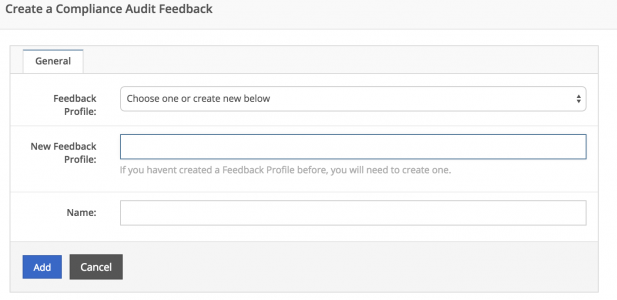 Create a Compliance Audit Feedback
General
Feedback
Profile:
Choose one or create new below
New Feedback
Profile:
If you havent created a Feedback Profile before, you will need to create one.
Name:
Add
Cancel